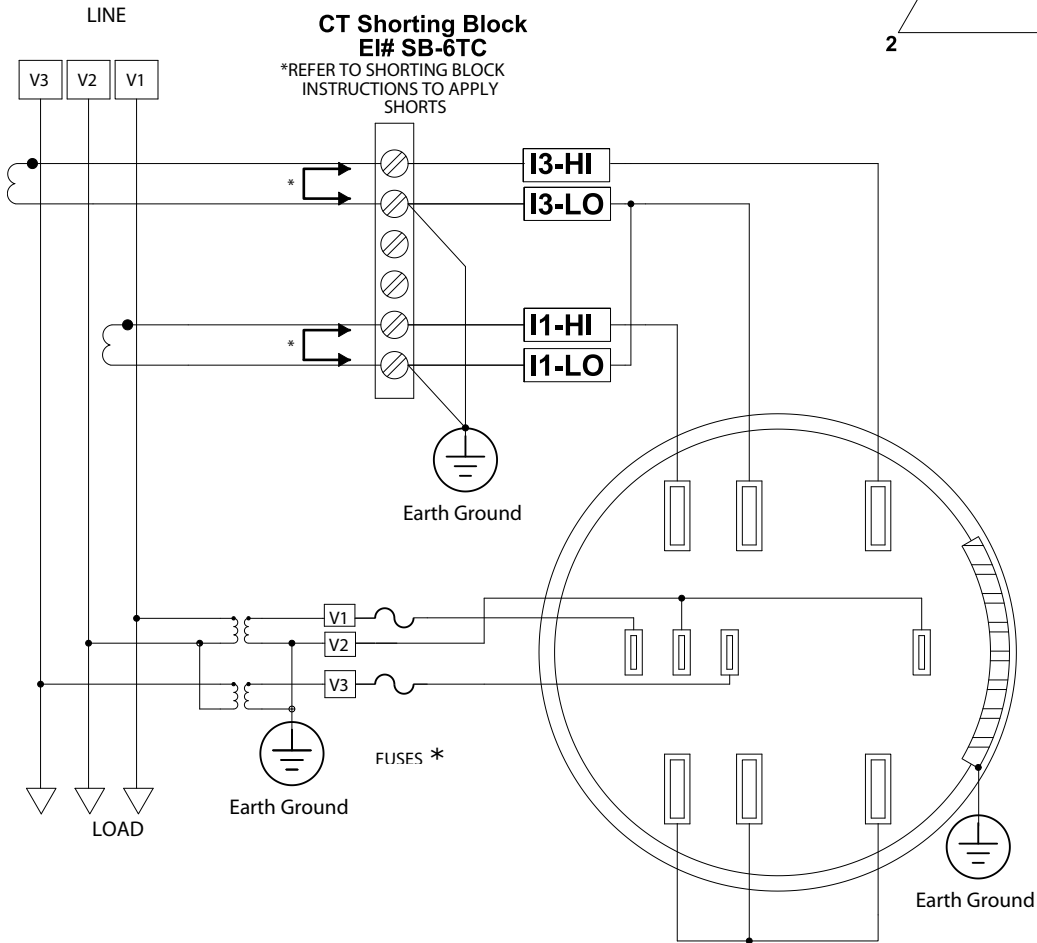 LINE
2
CT Shorting Block
EI# SB-6TC
*REFER TO SHORTING BLOCK
INSTRUCTIONS TO APPLY
SHORTS
V3 V2 V1
I3-HI
*
I3-LO
I1-HI
*
I1-LO
Earth Ground
V1
V2
V3
FUSES *
Earth Ground
LOAD
Earth Ground